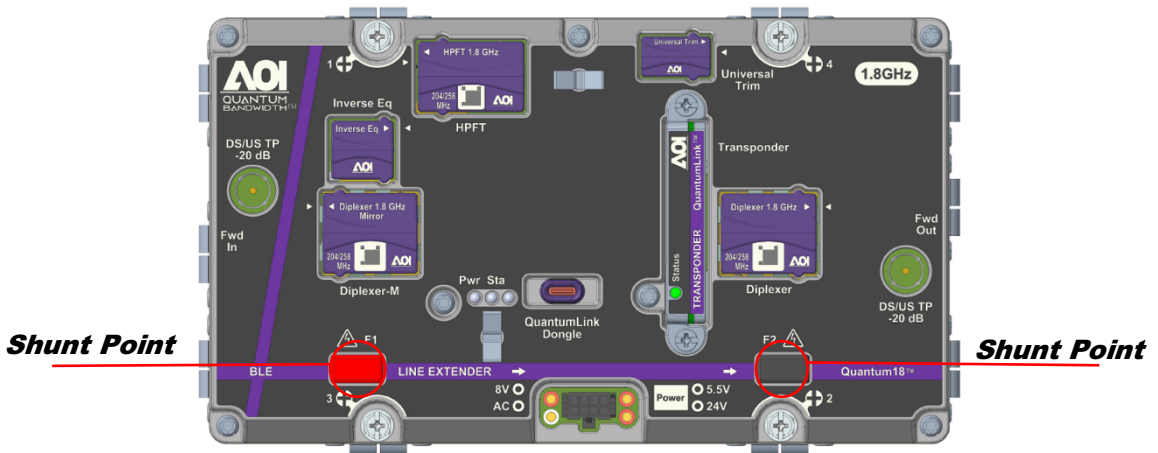 HPFT 1.8 GHz
204/258
MHz
AOI
HPFT
Universal Trim
AOI
Universal
Trim
1
4
1.8GHz
AOI
QUANTUM
BANDWIDTH™
Inverse Eq
Inverse Eq
AOI
DS/US TP
-20 dB
Fwd
In
Diplexer 1.8 GHz
Mirror
204/258
MHz
AOI
Diplexer-M
Transponder
AOI
QuantumLink™
TRANSPONDER
Status
Diplexer 1.8 GHz
204/258
MHz
AOI
Diplexer
Fwd
Out
DS/US TP
-20 dB
Pwr Sta
QuantumLink
Dongle
Shunt Point
F1
F2
Shunt Point
BLE
LINE EXTENDER
Quantum18™
3
8V
AC
Power
5.5V
24V
2